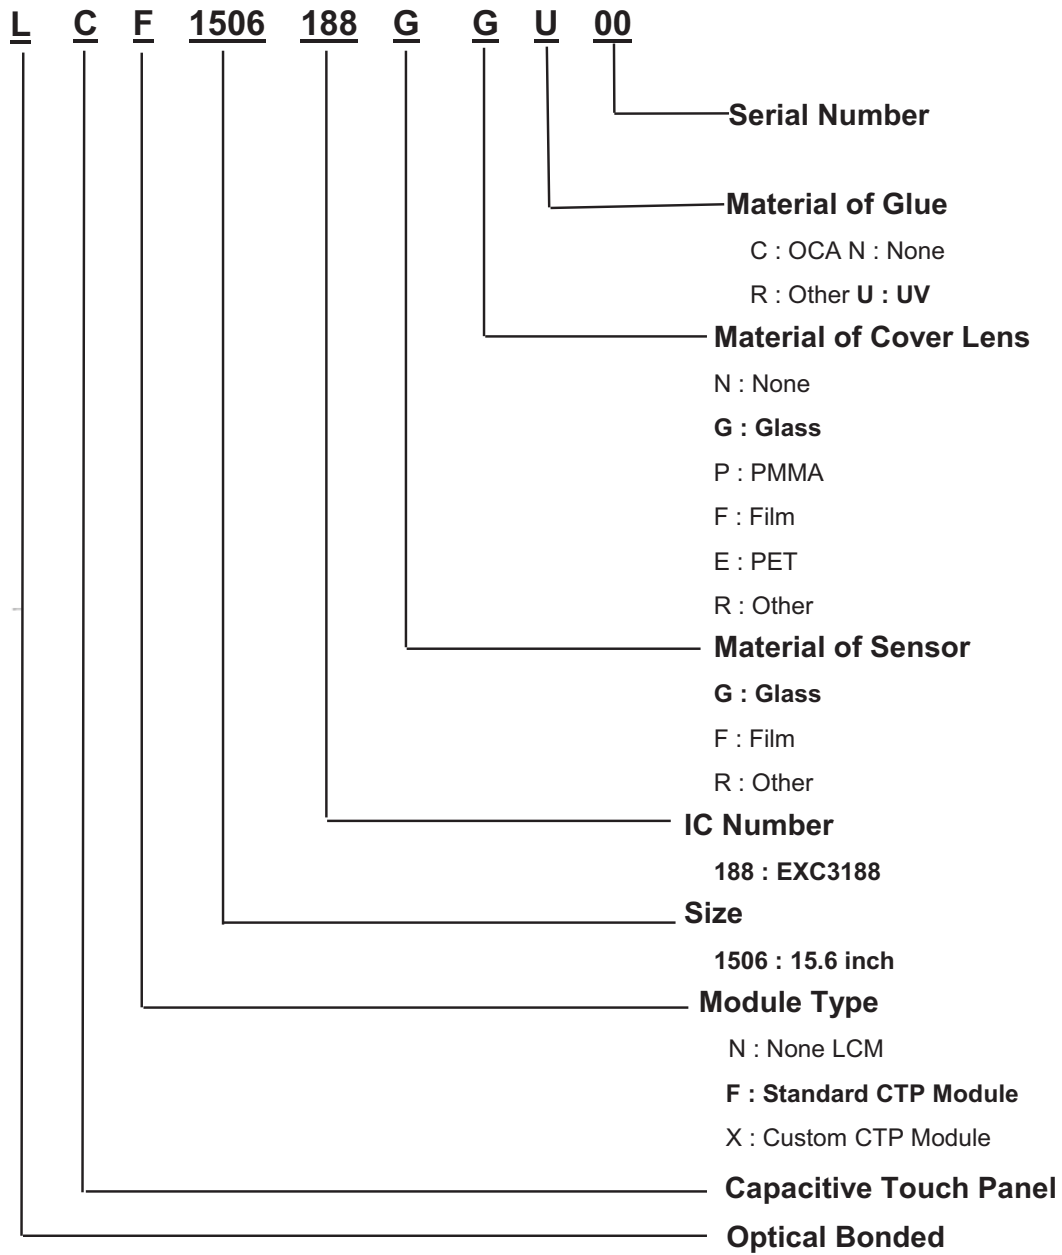 L C F 1506 188 G G U 00
Serial Number
Material of Glue
C : OCA N : None
R : Other U : UV
Material of Cover Lens
N : None
G : Glass
P : PMMA
F : Film
E : PET
R : Other
Material of Sensor
G : Glass
F : Film
R : Other
IC Number
188 : EXC3188
Size
1506 : 15.6 inch
Module Type
N : None LCM
F : Standard CTP Module
X : Custom CTP Module
Capacitive Touch Panel
Optical Bonded